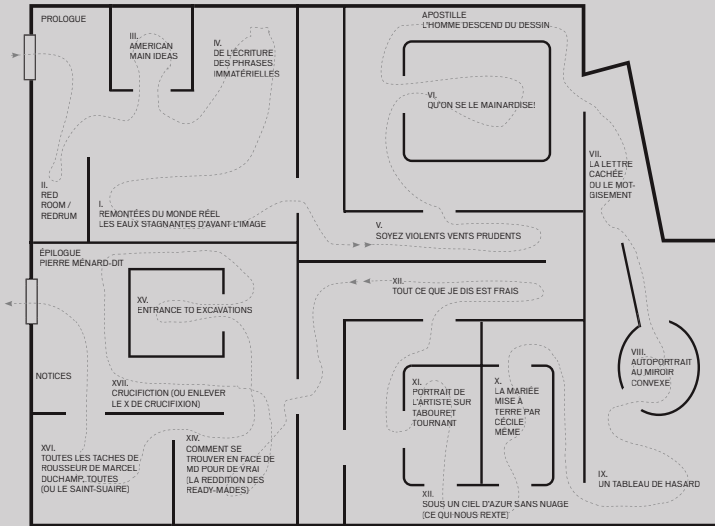 PROLOGUE
III.
AMERICAN
MAIN IDEAS
IV.
DE L'ÉCRITURE
DES PHRASES
IMMATÉRIELLES
APOSTILLE
L'HOMME DESCEND DU DESSIN
VI.
QU'ON SE LE MAINARDISE!
VII.
LA LETTRE
CACHÉE
OU LE MOT-
GISEMENT
II.
RED
ROOM /
REDRUM
I.
REMONTÉES DU MONDE RÉEL
LES EAUX STAGNANTES D'AVANT L'IMAGE
V.
SOYEZ VIOLENTS VENTS PRUDENTS
ÉPILOGUE
PIERRE MÉNARD-DIT
XV.
ENTRANCE TO EXCAVATIONS
XII.
TOUT CE QUE JE DIS EST FRAIS
NOTICES
XVII.
CRUCIFICTION (OU ENLEVER
LE X DE CRUCIFIXION)
XI.
PORTRAIT DE
L'ARTISTE SUR
TABOURET
TOURNANT
X.
LA MARIÉE
MISE À
TERRE PAR
CÉCILE
MÊME
VIII.
AUTOPORTRAIT
AU MIROIR
CONVEXE
XVI.
TOUTES LES TACHES DE
ROUSSEUR DE MARCEL
DUCHAMP, TOUTES
(OU LE SAINT-SUAIRE)
XIV.
COMMENT SE
TROUVER EN FACE DE
MD POUR DE VRAI
(LA REDDITION DES
READY-MADES)
XII.
SOUS UN CIEL D'AZUR SANS NUAGE
(CE QUI NOUS REXTE)
IX.
UN TABLEAU DE HASARD